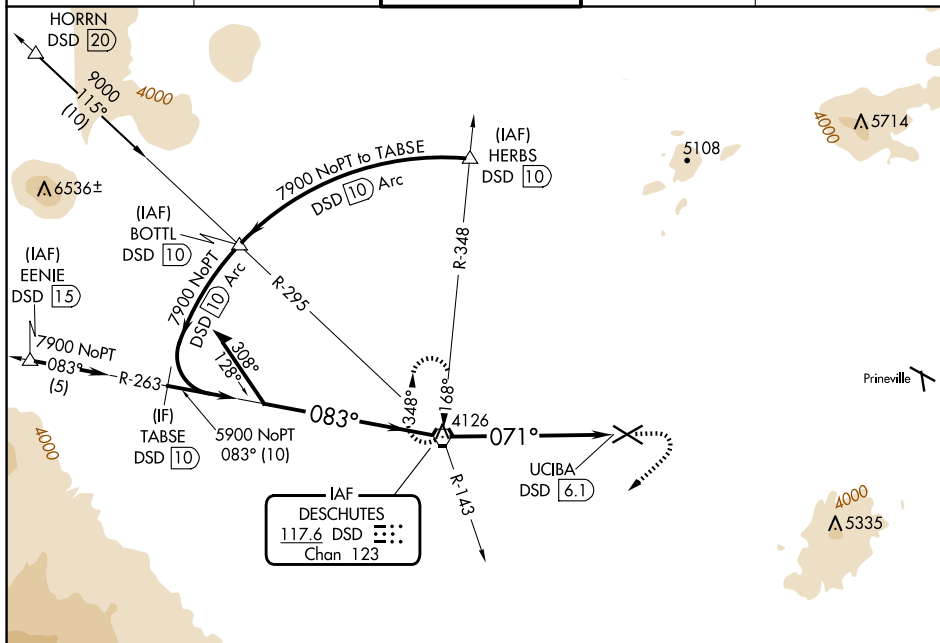 HORRN
DSD 20
9000
115°
(10)
4000
6536±
(IAF)
BOTTL
DSD 10
(IAF)
EENIE
DSD 15
7900 NoPT
083°
(5)
R-263
(IF)
TABSE
DSD 10
4000
7900 NoPT to TABSE
DSD 10 Arc
7900 NoPT
DSD 10 Arc
R-295
308°
128°
5900 NoPT
083° (10)
083°
(IAF)
HERBS
DSD 10
R-348
348°
168°
4126
071°
R-143
UCIBA
DSD 6.1
IAF
DESCHUTES
117.6 DSD
Chan 123
5108
4000
5714
Prineville
4000
5335